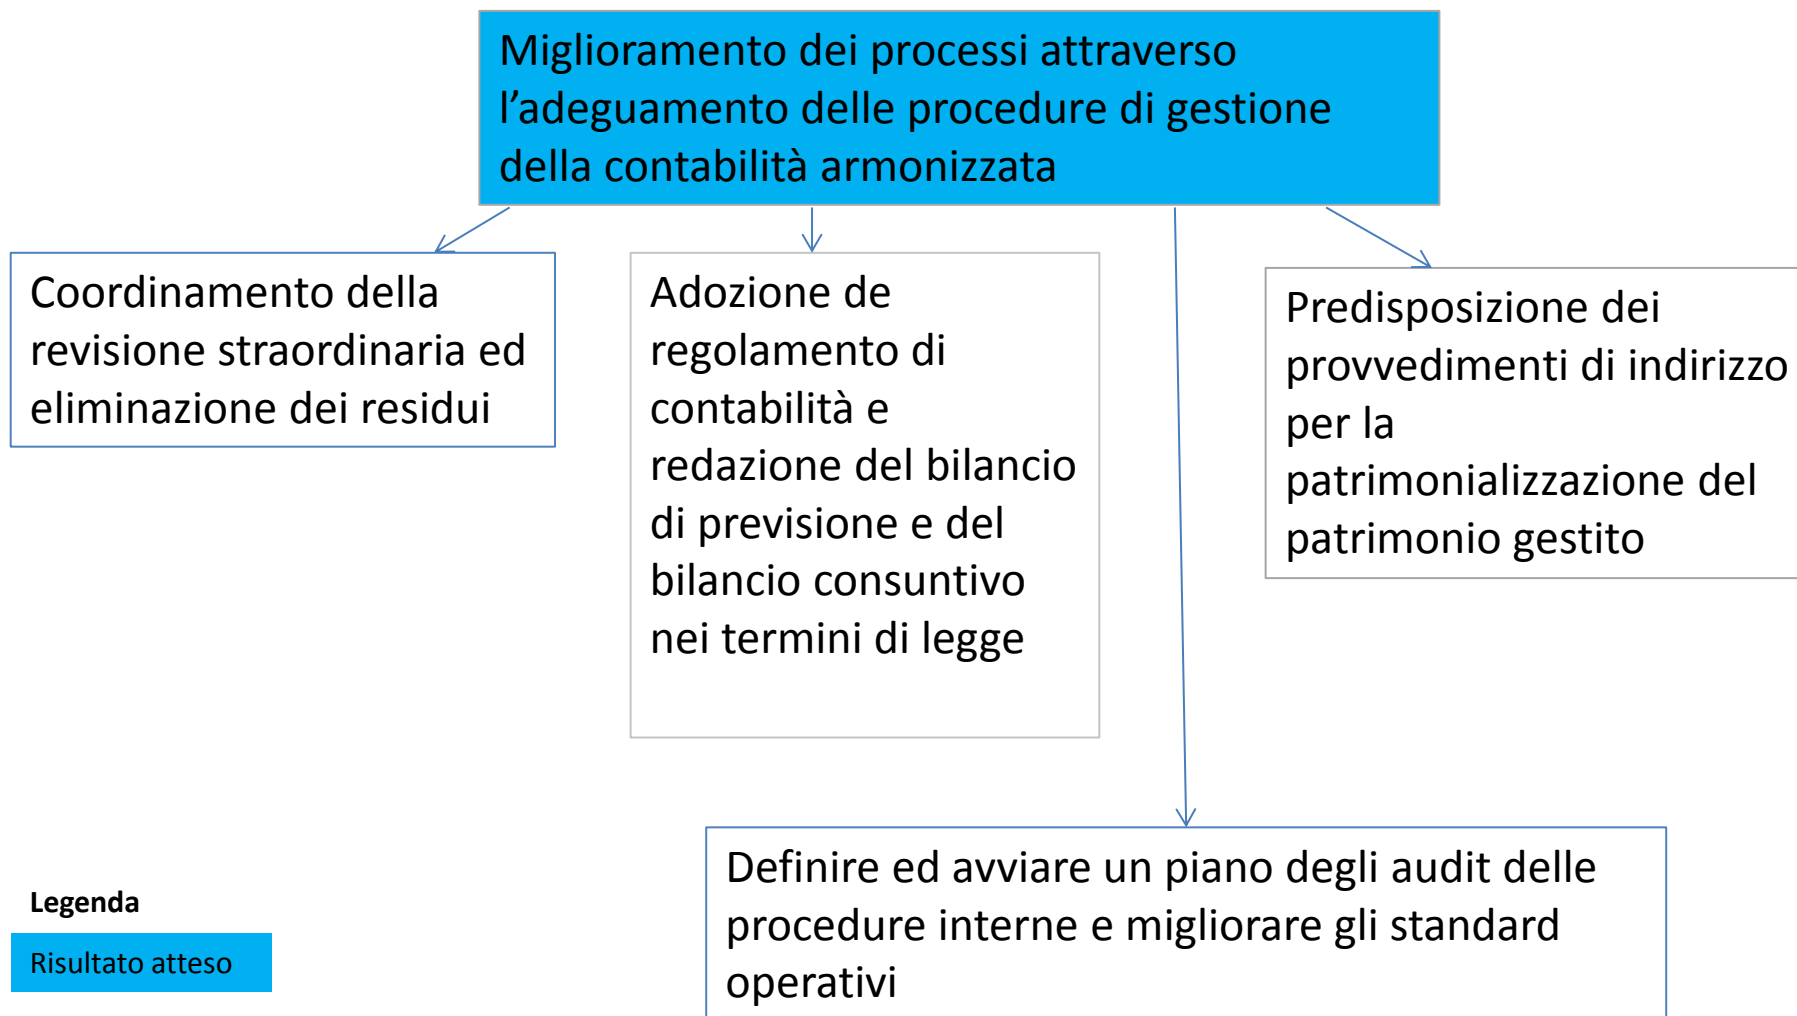 Miglioramento dei processi attraverso
l’adeguamento delle procedure di gestione
della contabilità armonizzata
Coordinamento della
revisione straordinaria ed
eliminazione dei residui
Adozione de
regolamento di
contabilità e
redazione del bilancio
di previsione e del
bilancio consuntivo
nei termini di legge
Predisposizione dei
provvedimenti di indirizzo
per la
patrimonializzazione del
patrimonio gestito
Definire ed avviare un piano degli audit delle
procedure interne e migliorare gli standard
operativi
Legenda
Risultato atteso